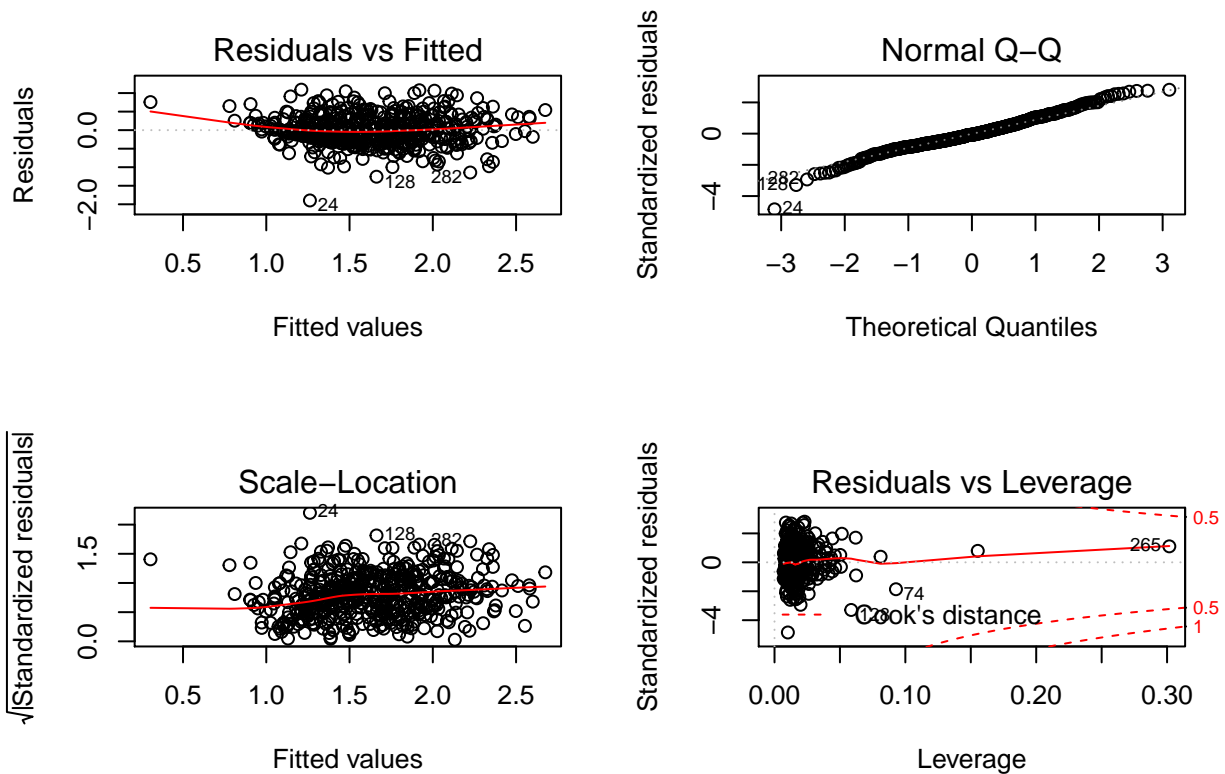 Residuals vs Fitted
Residuals
0.0
−2.0
128
282
24
0.5 1.0 1.5 2.0 2.5
Fitted values
Normal Q−Q
Standardized residuals
0
−4
282
128
24
−3 −2 −1 0 1 2 3
Theoretical Quantiles
Scale−Location
√|Standardized residuals|
1.5
0.0
24
128
282
0.5 1.0 1.5 2.0 2.5
Fitted values
Residuals vs Leverage
Standardized residuals
0
−4
0.5
265
74
128
Cook's distance
0.5
1
0.00 0.10 0.20 0.30
Leverage